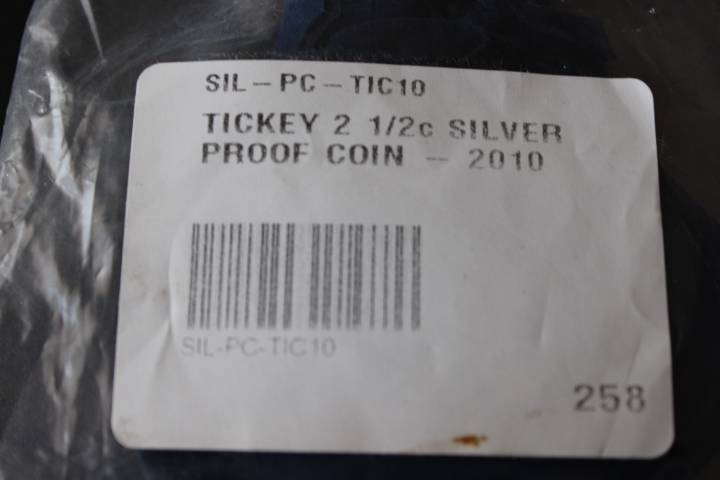 SIL-PC-TIC10
TICKEY 2 1/2c SILVER
PROOF COIN - 2010
SIL-PC-TIC10
258